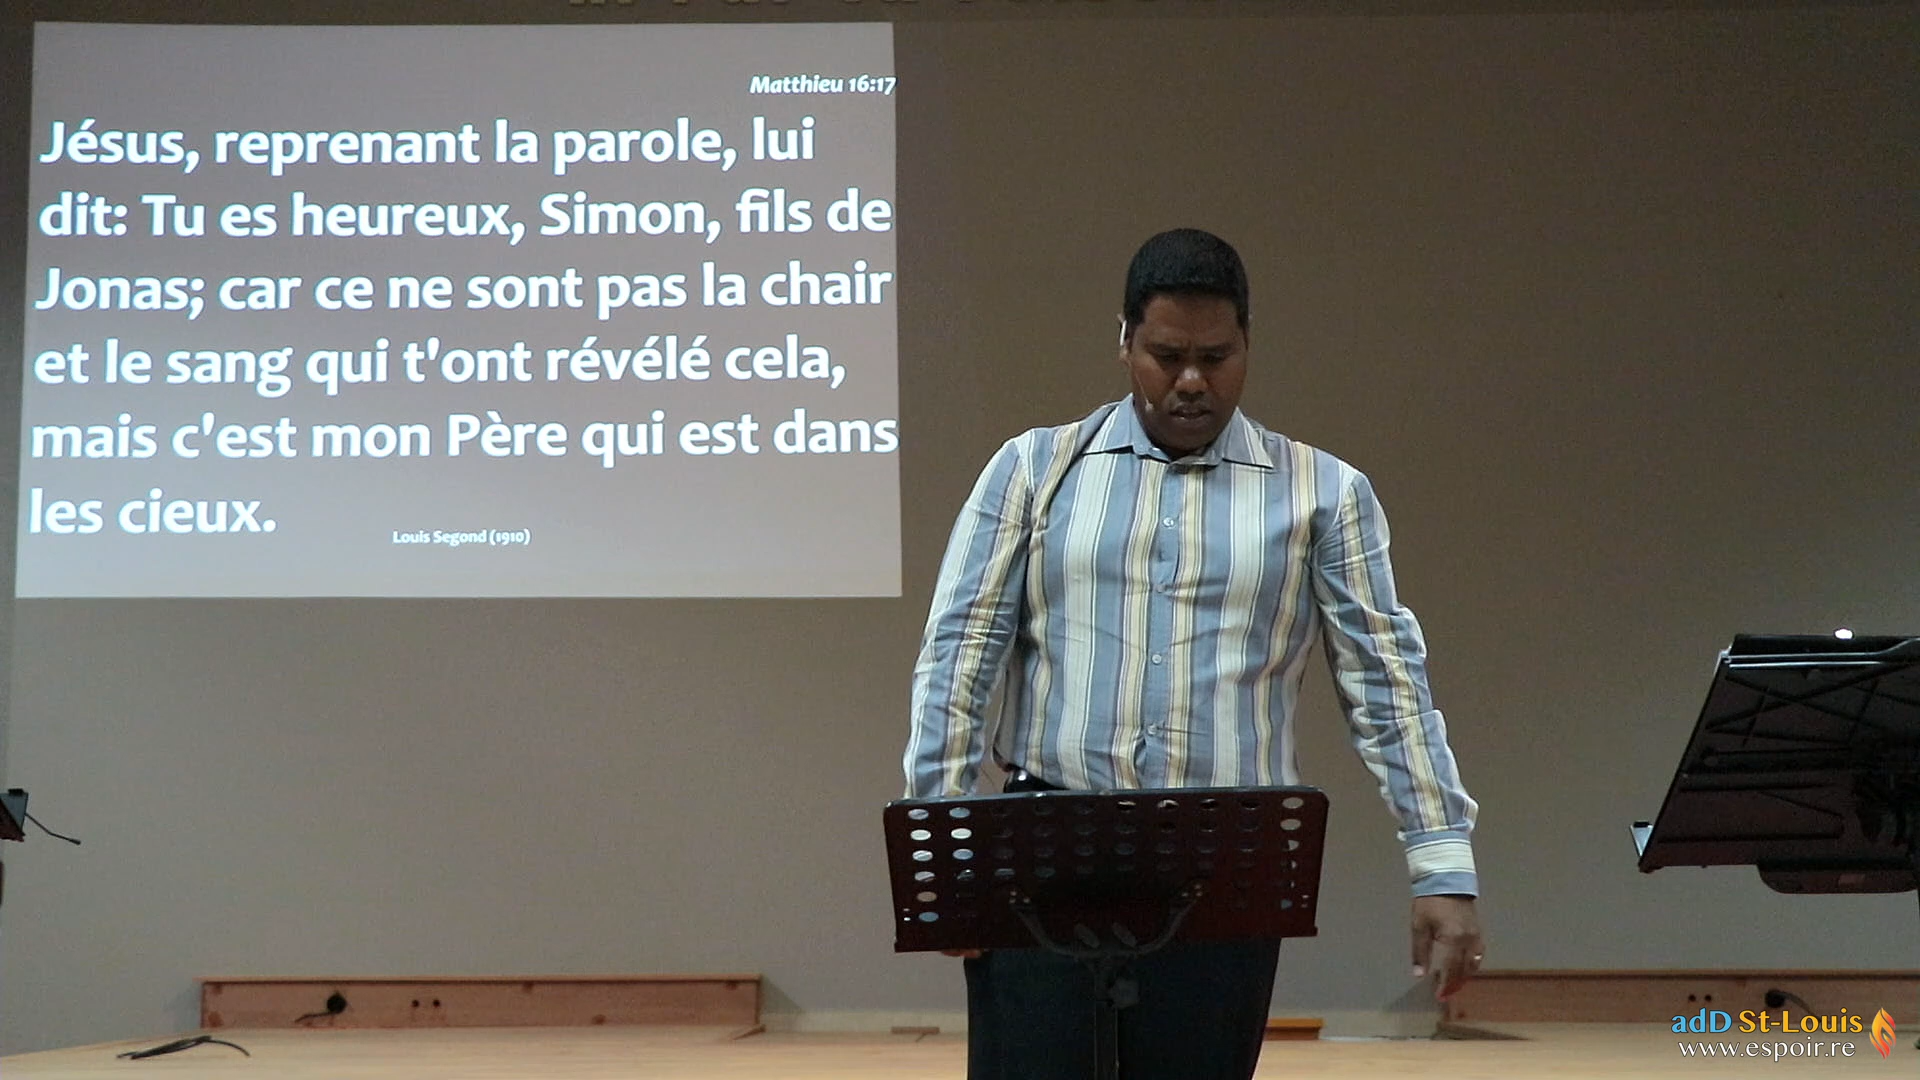 Matthieu 16:17
Jésus, reprenant la parole, lui
dit: Tu es heureux, Simon, fils de
Jonas; car ce ne sont pas la chair
et le sang qui t'ont révélé cela,
mais c'est mon Père qui est dans
les cieux.
Louis Segond (1910)
adD St-Louis
www.espoir.re